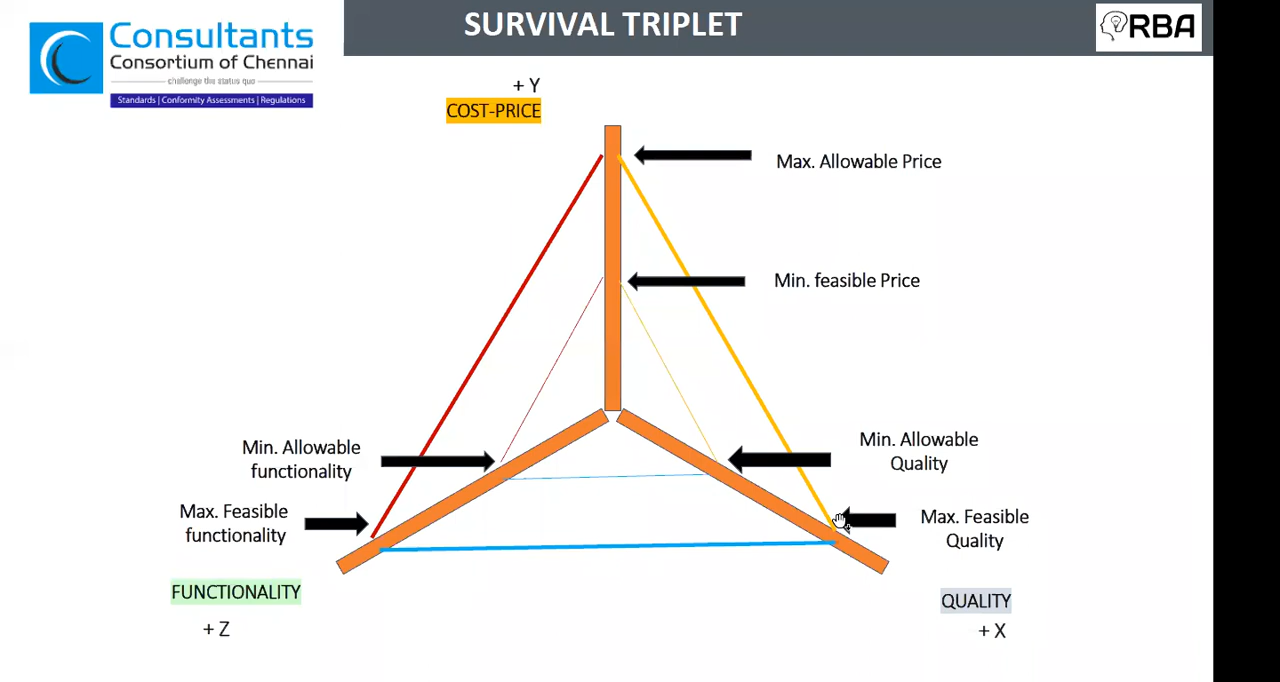 SURVIVAL TRIPLET
RBA
Consultants
Consortium of Chennai
challenge the status quo
Standards | Conformity Assessments | Regulations
+ Y
COST-PRICE
Max. Allowable Price
Min. feasible Price
Min. Allowable
functionality
Min. Allowable
Quality
Max. Feasible
functionality
Max. Feasible
Quality
FUNCTIONALITY
+ Z
QUALITY
+ X